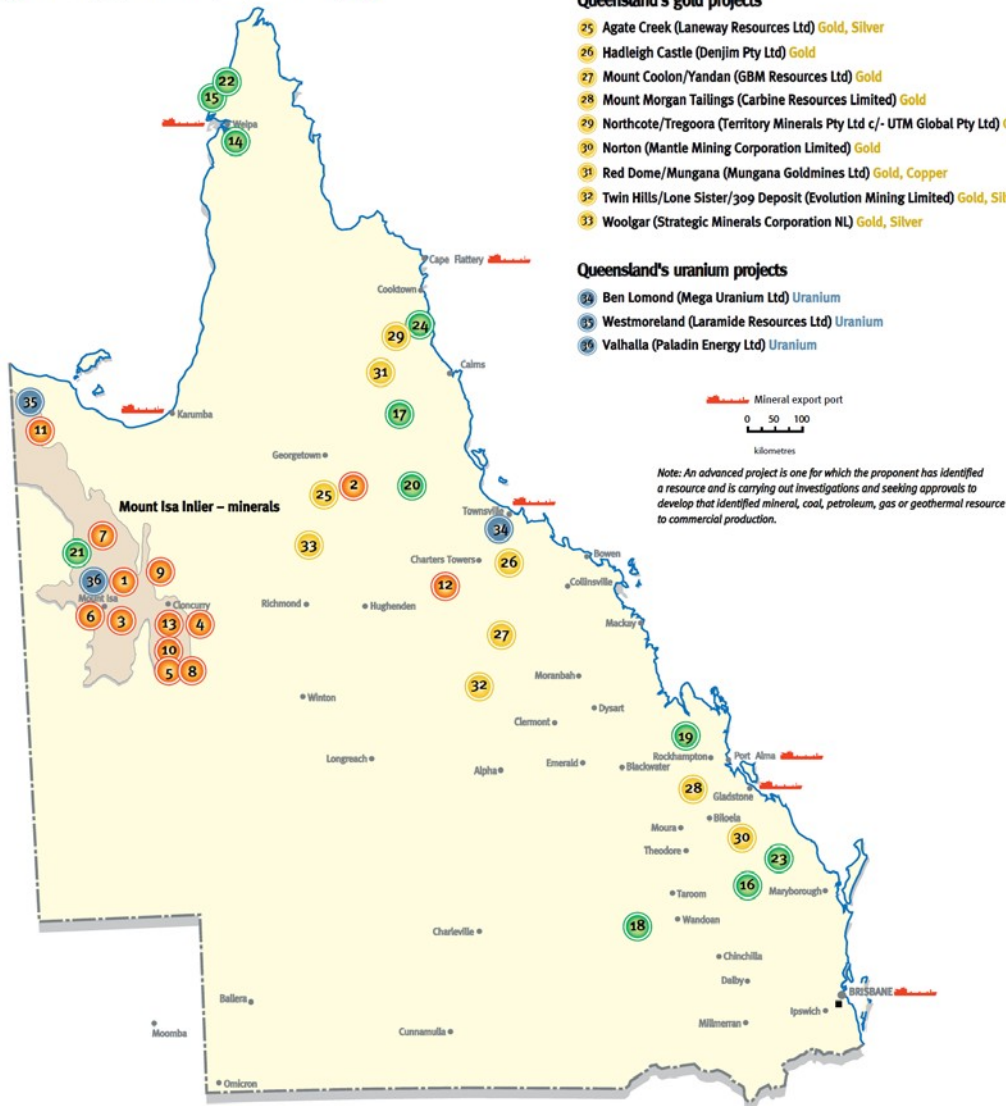 Queensland's gold projects
25 Agate Creek (Laneway Resources Ltd) Gold, Silver
26 Hadleigh Castle (Denjim Pty Ltd) Gold
27 Mount Coolon/Yandan (GBM Resources Ltd) Gold
28 Mount Morgan Tailings (Carbine Resources Limited) Gold
29 Northcote/Tregoora (Territory Minerals Pty Ltd c/- UTM Global Pty Ltd)
30 Norton (Mantle Mining Corporation Limited) Gold
31 Red Dome/Mungana (Mungana Goldmines Ltd) Gold, Copper
32 Twin Hills/Lone Sister/309 Deposit (Evolution Mining Limited) Gold, Sil
33 Woolgar (Strategic Minerals Corporation NL) Gold, Silver
Queensland's uranium projects
34 Ben Lomond (Mega Uranium Ltd) Uranium
35 Westmoreland (Laramide Resources Ltd) Uranium
36 Valhalla (Paladin Energy Ltd) Uranium
Mineral export port
0 50 100
kilometres
Note: An advanced project is one for which the proponent has identified
a resource and is carrying out investigations and seeking approvals to
develop that identified mineral, coal, petroleum, gas or geothermal resource
to commercial production.
22
15
Weipa
14
Cape Flattery
Cooktown
24
29
31
Cairns
35
Karumba
17
11
Georgetown
2
20
25
Mount Isa Inlier – minerals
Townsville
34
7
33
21
Charters Towers
26
Bowen
9
36
1
12
Collinsville
Mount Isa
Cloncurry
Richmond
Hughenden
6
3
13
4
Mackay
27
10
5
8
Moranbah
32
Winton
Dysart
Clermont
19
Longreach
Rockhampton
Port Alma
Alpha
Emerald
Blackwater
28
Gladstone
Biloela
Moura
30
Theodore
23
16
Taroom
Maryborough
18
Wandoan
Charleville
Chinchilla
Dalby
BRISBANE
Ballera
Ipswich
Moomba
Cunnamulla
Millmerran
Omicron